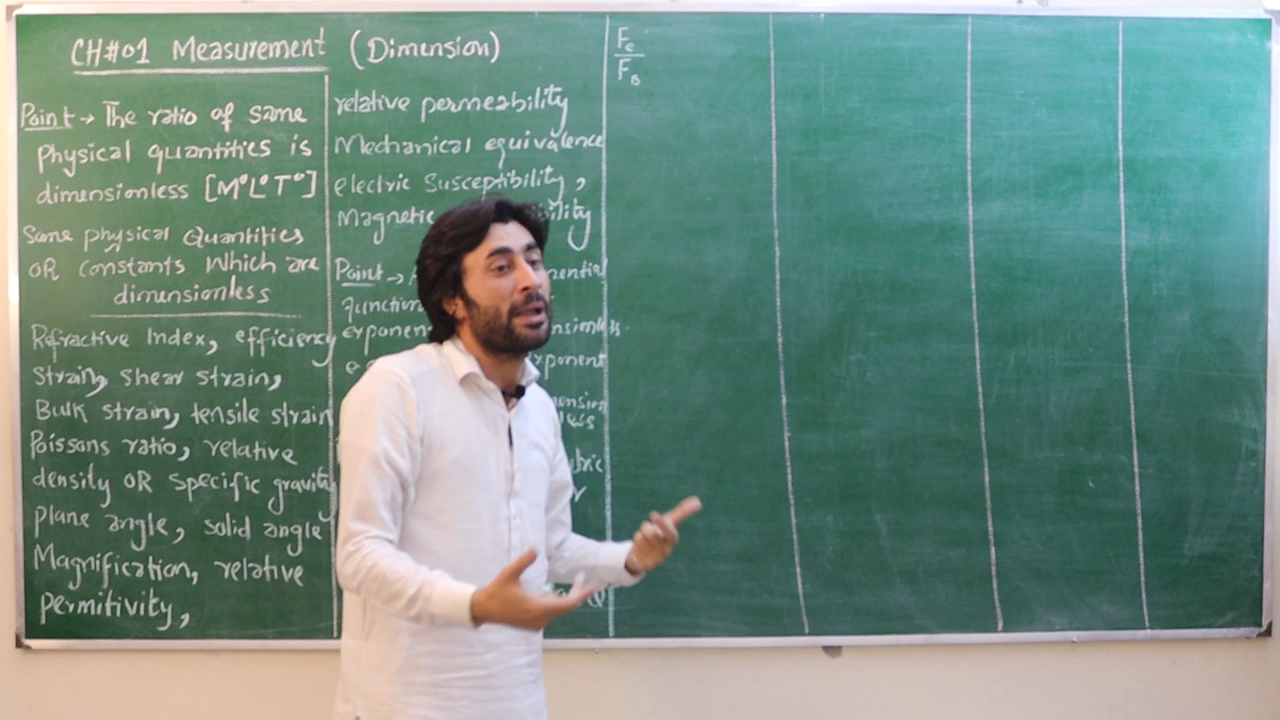 CH#01 Measurement (Dimension)
Point → The ratio of same
Physical quantities is
dimensionless [M⁰L⁰T⁰]
Some physical Quantities
OR constants Which are
dimensionless
Refractive Index, efficiency
Strain, shear strain,
Bulk strain, tensile strain
Poissons ratio, relative
density OR specific gravity
plane angle, solid angle
Magnification, relative
permitivity,
relative permeability
Mechanical equivalence
electric Susceptibility,
Magnetic
Point →
function
Fe
F